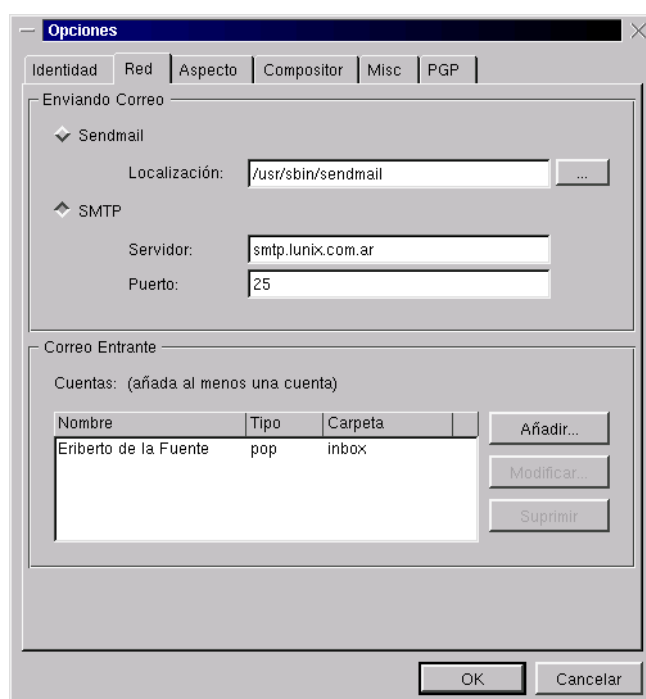 Opciones
Identidad Red Aspecto Compositor Misc PGP
Enviando Correo
Sendmail
Localización: /usr/sbin/sendmail ...
SMTP
Servidor: smtp.lunix.com.ar
Puerto: 25
Correo Entrante
Cuentas: (añada al menos una cuenta)
Nombre Tipo Carpeta
Eriberto de la Fuente pop inbox
Añadir...
Modificar...
Suprimir
OK Cancelar